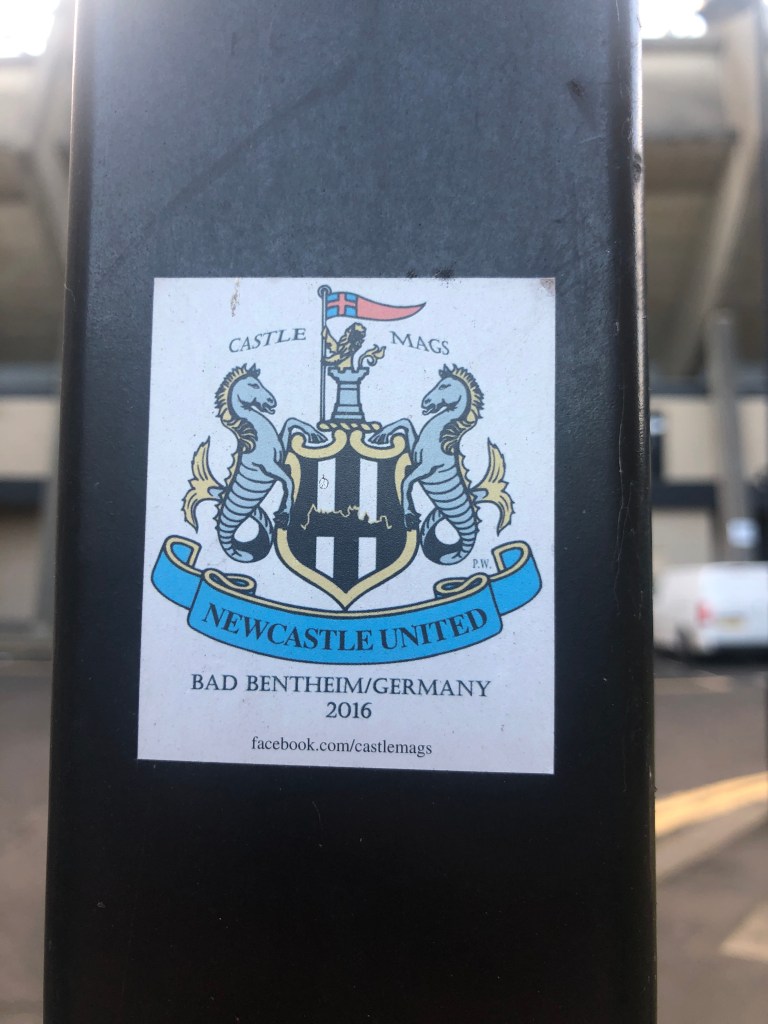 CASTLE MAGS
P.W.
NEWCASTLE UNITED
BAD BENTHEIM/GERMANY
2016
facebook.com/castlemags